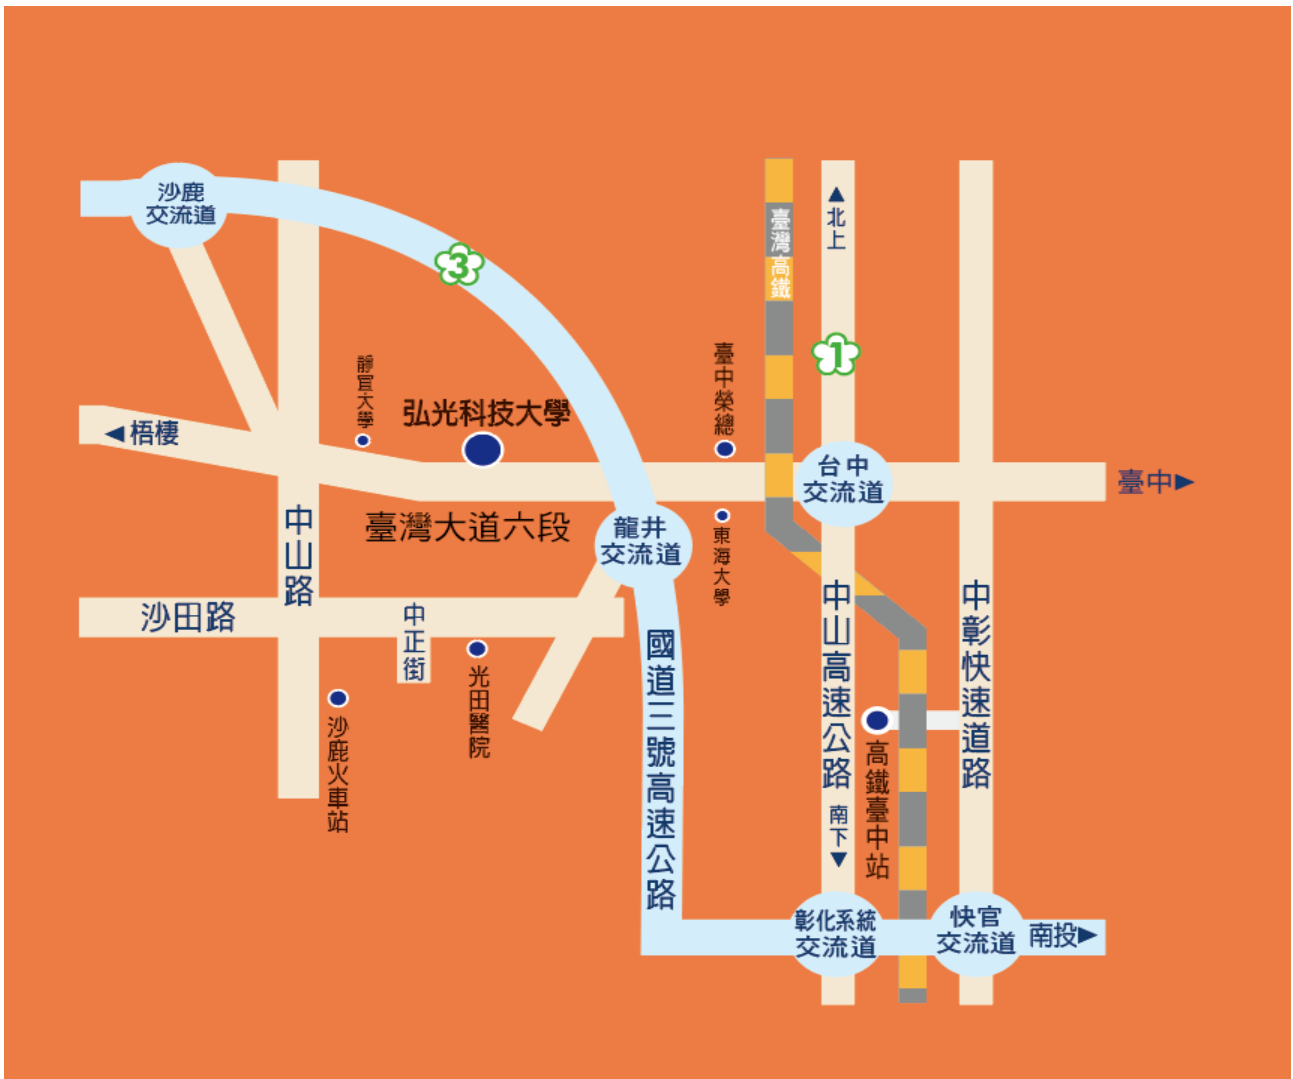 沙鹿
交流道
3
臺灣高鐵
▲北上
1
靜宜大學
弘光科技大學
臺中榮總
◀梧棲
台中
交流道
臺中▶
中山路
臺灣大道六段
龍井
交流道
東海大學
沙田路
中正街
光田醫院
沙鹿火車站
國道三號高速公路
中山高速公路
南下▼
中彰快速道路
高鐵臺中站
彰化系統
交流道
快官
交流道
南投▶